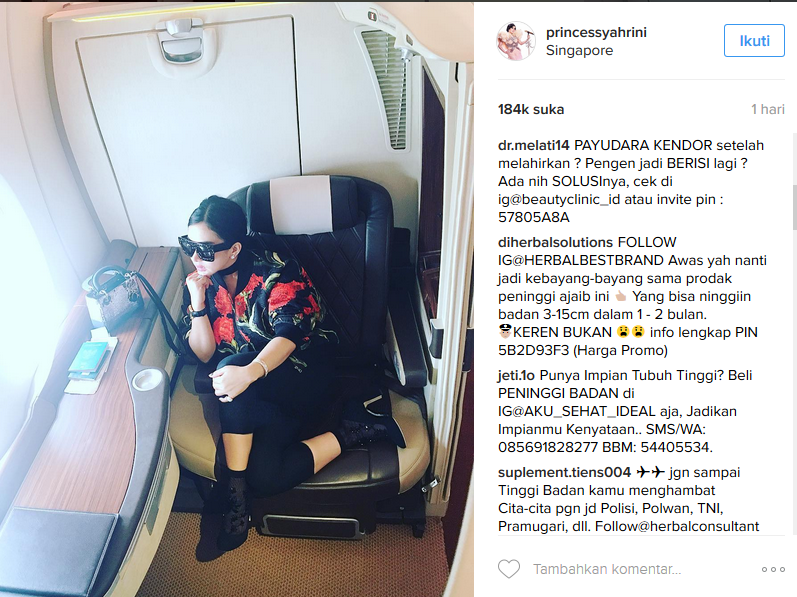 princessyahrini
Singapore
Ikuti
184k suka
1 hari
dr.melati14 PAYUDARA KENDOR setelah
melahirkan ? Pengen jadi BERISI lagi ?
Ada nih SOLUSInya, cek di
ig@beautyclinic_id atau invite pin :
57805A8A
diherbalsolutions FOLLOW
IG@HERBALBESTBRAND Awas yah nanti
jadi kebayang-bayang sama prodak
peninggi ajaib ini 👆🏻 Yang bisa ninggiin
badan 3-15cm dalam 1 - 2 bulan.
👮🏻KEREN BUKAN 😫😫 info lengkap PIN
5B2D93F3 (Harga Promo)
jeti.1o Punya Impian Tubuh Tinggi? Beli
PENINGGI BADAN di
IG@AKU_SEHAT_IDEAL aja, Jadikan
Impianmu Kenyataan.. SMS/WA:
085691828277 BBM: 54405534.
suplement.tiens004 ✈✈ jgn sampai
Tinggi Badan kamu menghambat
Cita-cita pgn jd Polisi, Polwan, TNI,
Pramugari, dll. Follow@herbalconsultant
Tambahkan komentar...